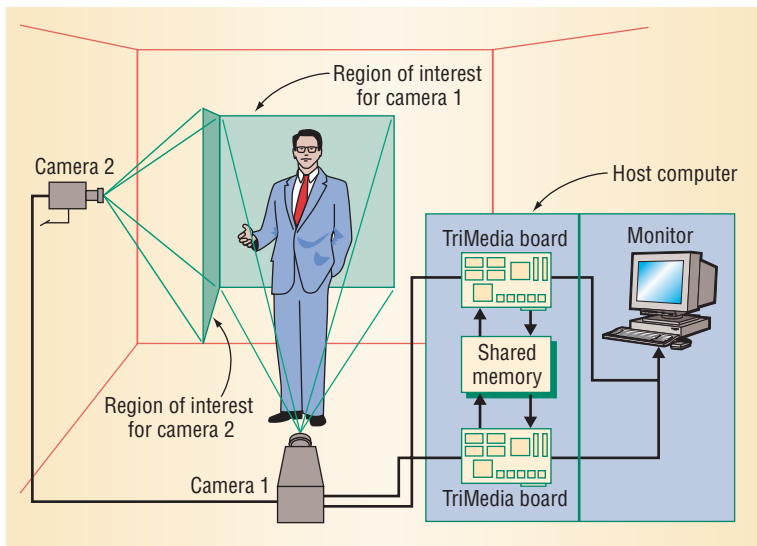 Region of interest
for camera 1
Camera 2
Host computer
TriMedia board
Monitor
Shared
memory
Region of interest
for camera 2
Camera 1
TriMedia board